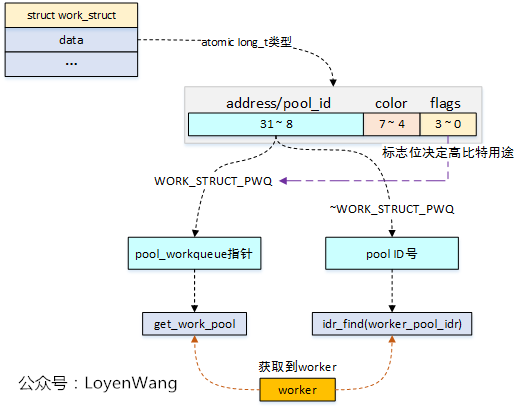 struct work_struct
data
...
atomic long_t类型
address/pool_id
color
flags
31 ~ 8
7 ~ 4
3 ~ 0
标志位决定高比特用途
WORK_STRUCT_PWQ
~WORK_STRUCT_PWQ
pool_workqueue指针
pool ID号
get_work_pool
idr_find(worker_pool_idr)
获取到worker
worker
公众号：LoyenWang